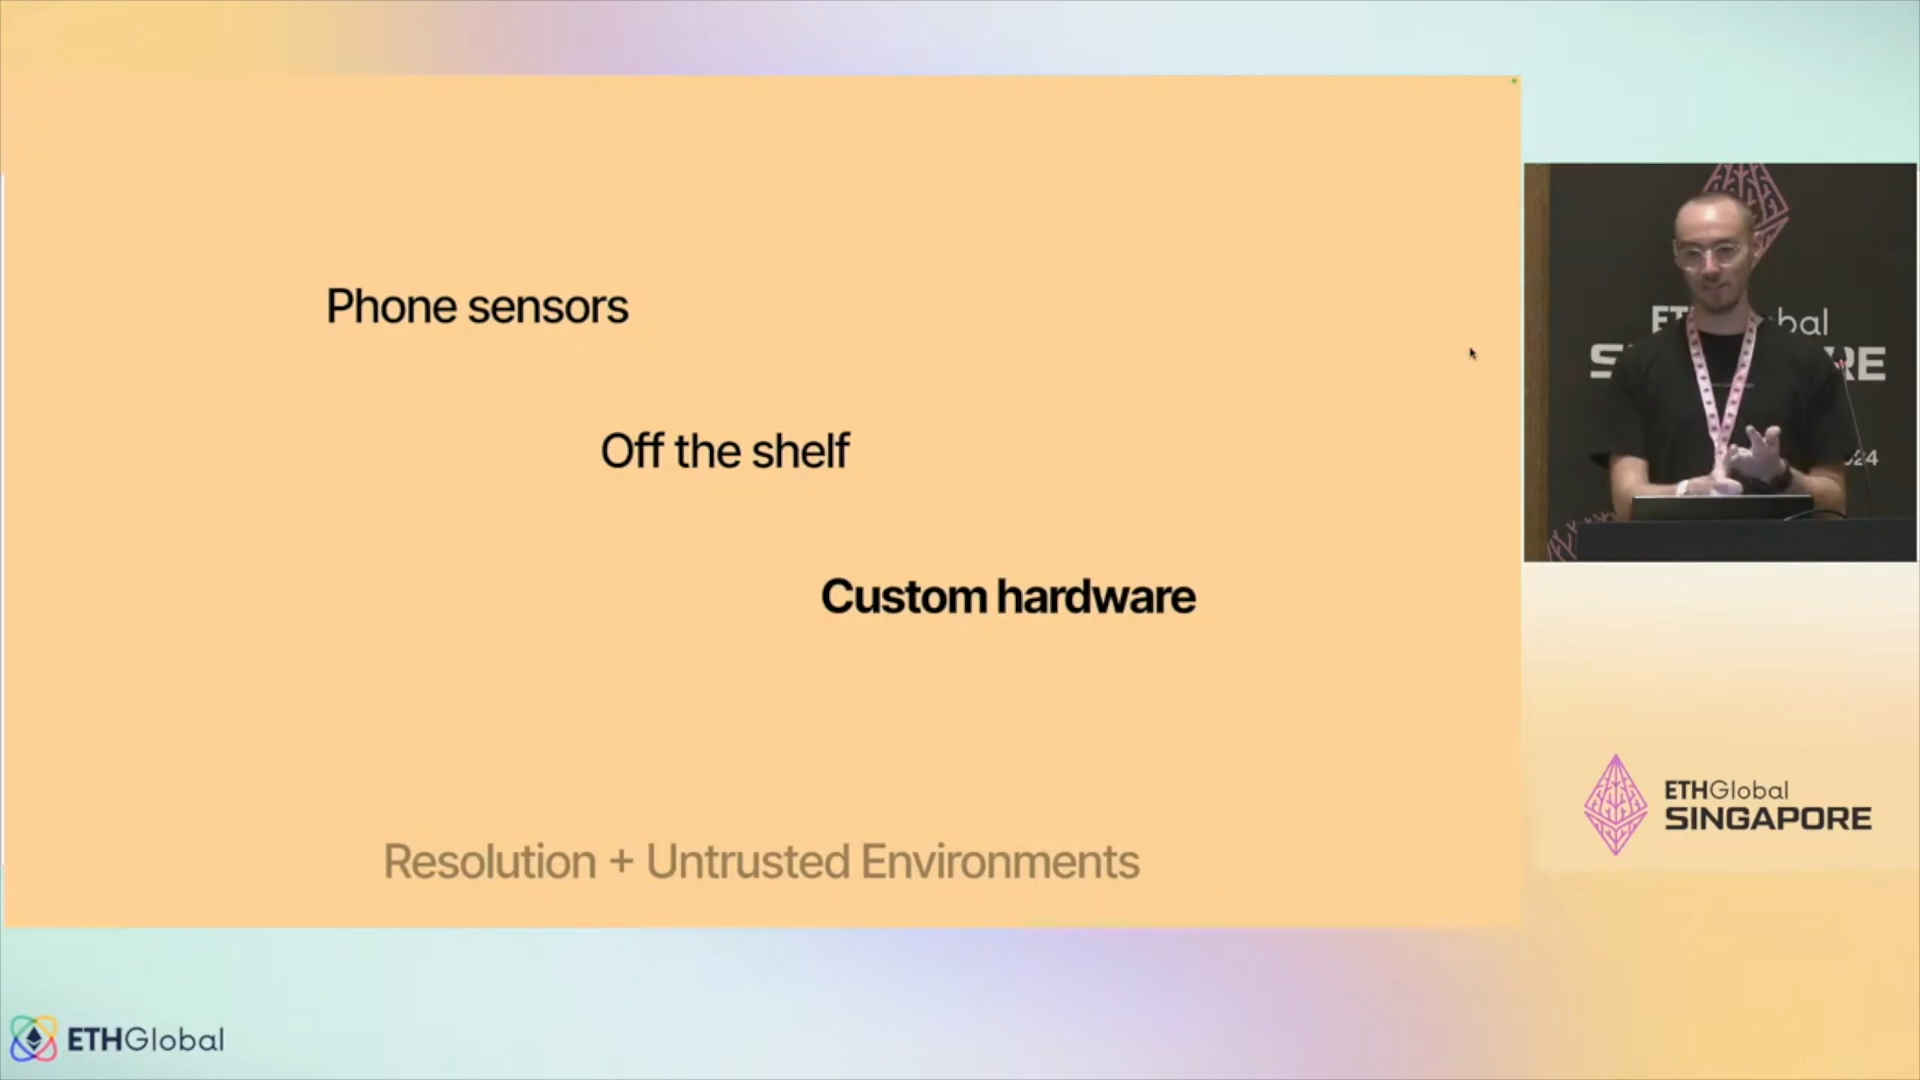 Phone sensors
Off the shelf
Custom hardware
Resolution + Untrusted Environments
ETHGlobal
SINGAPORE
ETHGlobal